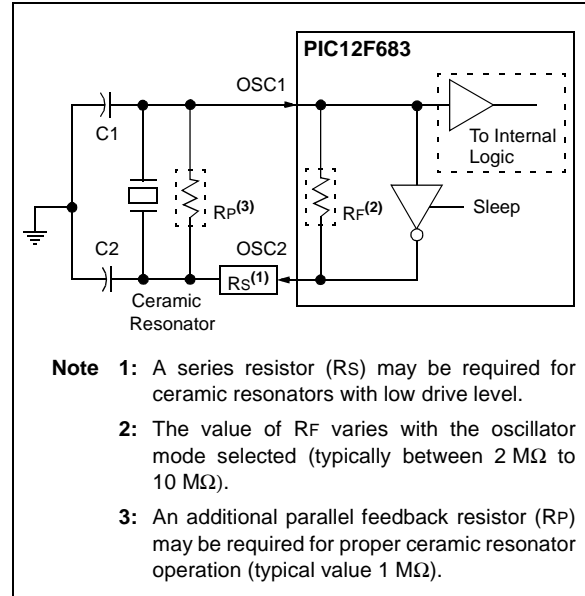 PIC12F683
OSC1
C1
To Internal
Logic
RP(3)
RF(2)
Sleep
C2
OSC2
RS(1)
Ceramic
Resonator
Note 1: A series resistor (RS) may be required for
ceramic resonators with low drive level.
2: The value of RF varies with the oscillator
mode selected (typically between 2 MΩ to
10 MΩ).
3: An additional parallel feedback resistor (RP)
may be required for proper ceramic resonator
operation (typical value 1 MΩ).